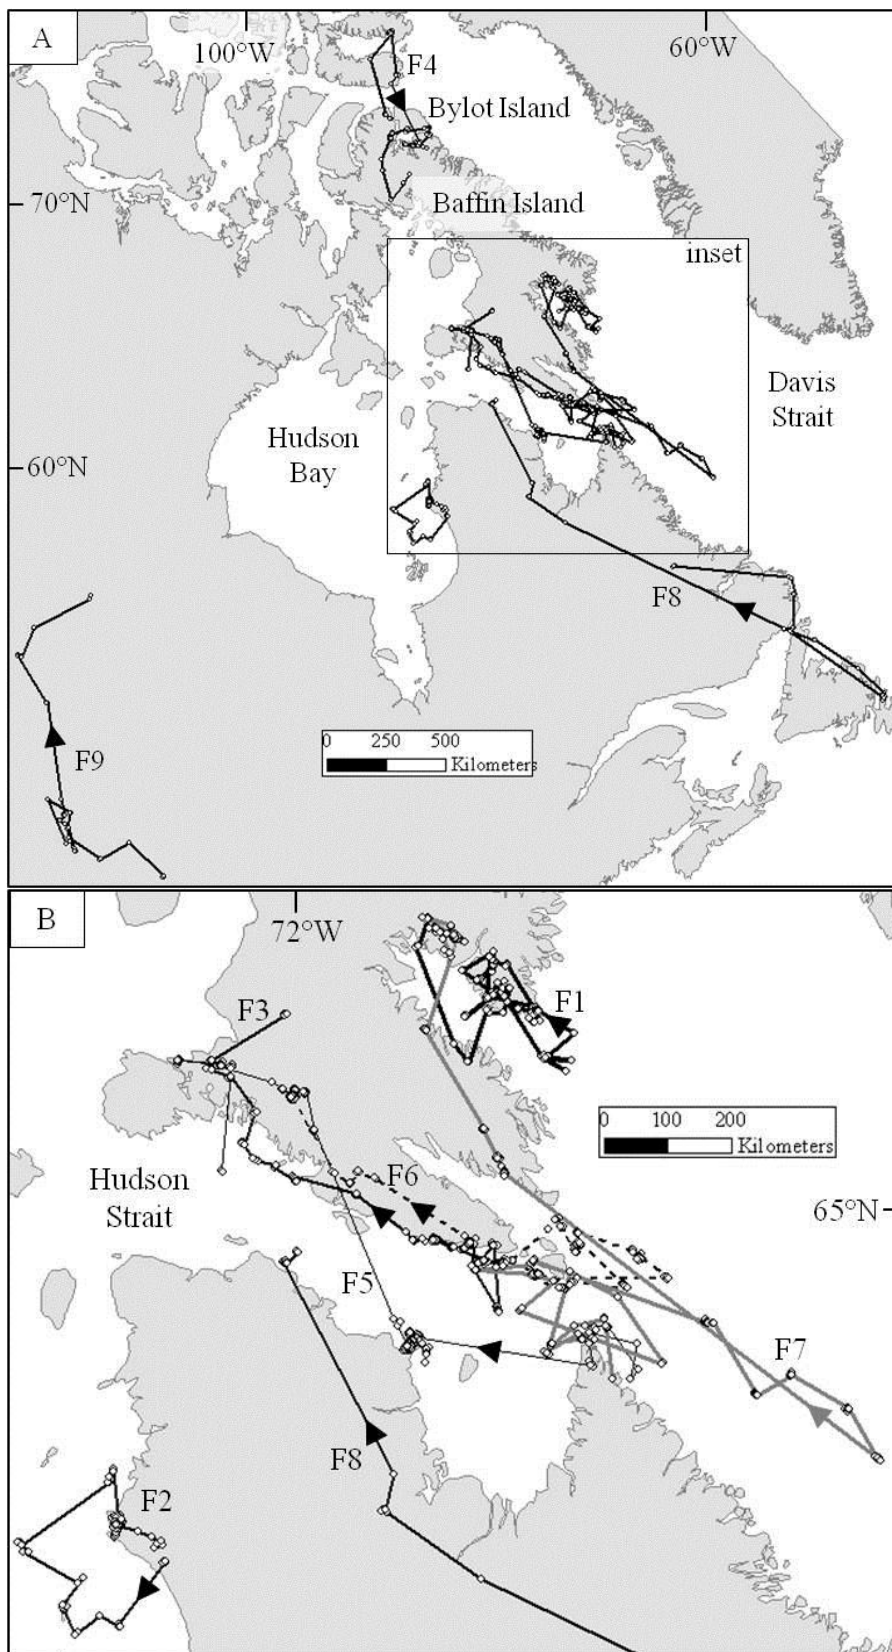 A
100°W
60°W
F4
Bylot Island
70°N
Baffin Island
inset
Davis
Strait
Hudson
Bay
60°N
F8
0 250 500
Kilometers
F9
B
72°W
F3
F1
0 100 200
Kilometers
Hudson
Strait
F6
65°N
F5
F7
F8
F2